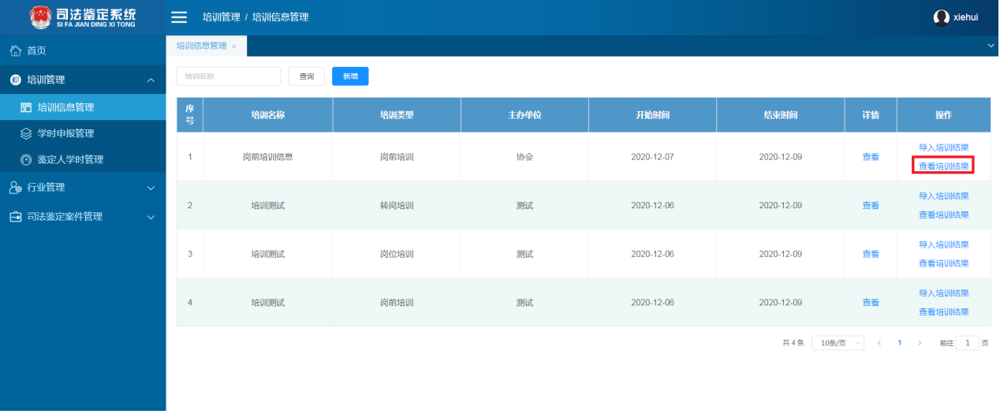 司法鉴定系统
SI FA JIAN DING XI TONG
培训管理 / 培训信息管理
xiehui
首页
培训管理
培训信息管理
学时申报管理
鉴定人学时管理
行业管理
司法鉴定案件管理
培训信息管理 ×
培训名称 查询 新增
序号 培训名称 培训类型 主办单位 开始时间 结束时间 详情 操作
1 岗前培训信息 岗前培训 协会 2020-12-07 2020-12-09 查看 导入培训结果
查看培训结果
2 培训测试 转岗培训 测试 2020-12-06 2020-12-09 查看 导入培训结果
查看培训结果
3 培训测试 岗位培训 测试 2020-12-06 2020-12-09 查看 导入培训结果
查看培训结果
4 培训测试 岗前培训 测试 2020-12-06 2020-12-09 查看 导入培训结果
查看培训结果
共 4 条 10条/页 < 1 > 前往 1 页